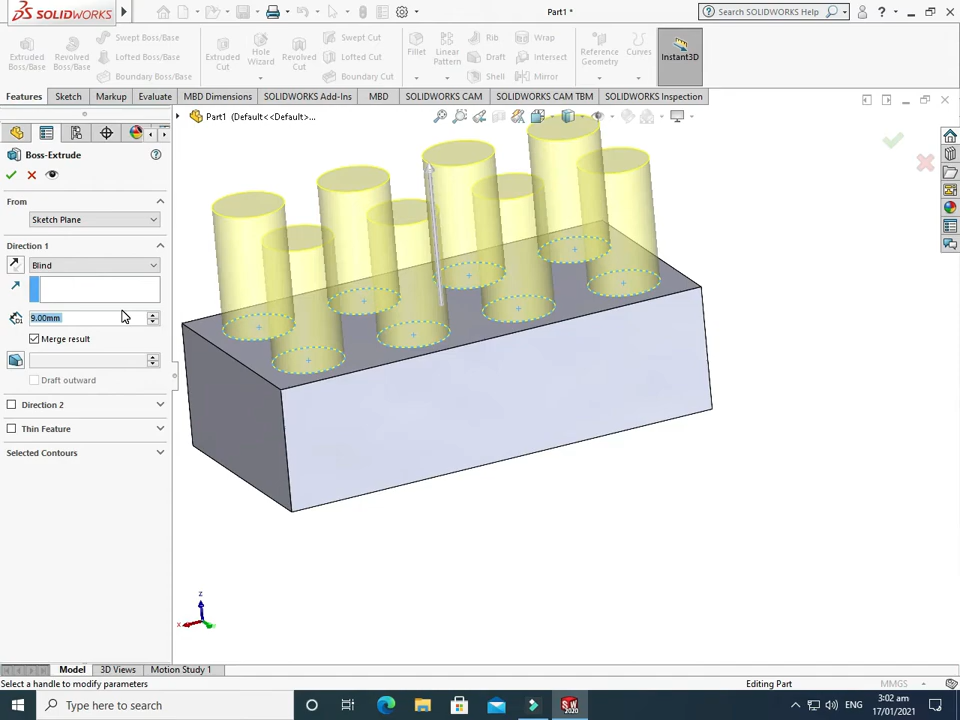 SOLIDWORKS
Part1 *
Search SOLIDWORKS Help
Extruded Boss/Base
Revolved Boss/Base
Swept Boss/Base
Lofted Boss/Base
Boundary Boss/Base
Extruded Cut
Hole Wizard
Revolved Cut
Swept Cut
Lofted Cut
Boundary Cut
Fillet
Linear Pattern
Rib
Draft
Shell
Wrap
Intersect
Mirror
Reference Geometry
Curves
Instant3D
Features
Sketch
Markup
Evaluate
MBD Dimensions
SOLIDWORKS Add-Ins
MBD
SOLIDWORKS CAM
SOLIDWORKS CAM TBM
SOLIDWORKS Inspection
Part1 (Default<<Default>...
Boss-Extrude
From
Sketch Plane
Direction 1
Blind
9.00mm
Merge result
Draft outward
Direction 2
Thin Feature
Selected Contours
z
x
Model
3D Views
Motion Study 1
Select a handle to modify parameters
Editing Part
MMGS
Type here to search
SW
2020
ENG
3:02 am
17/01/2021